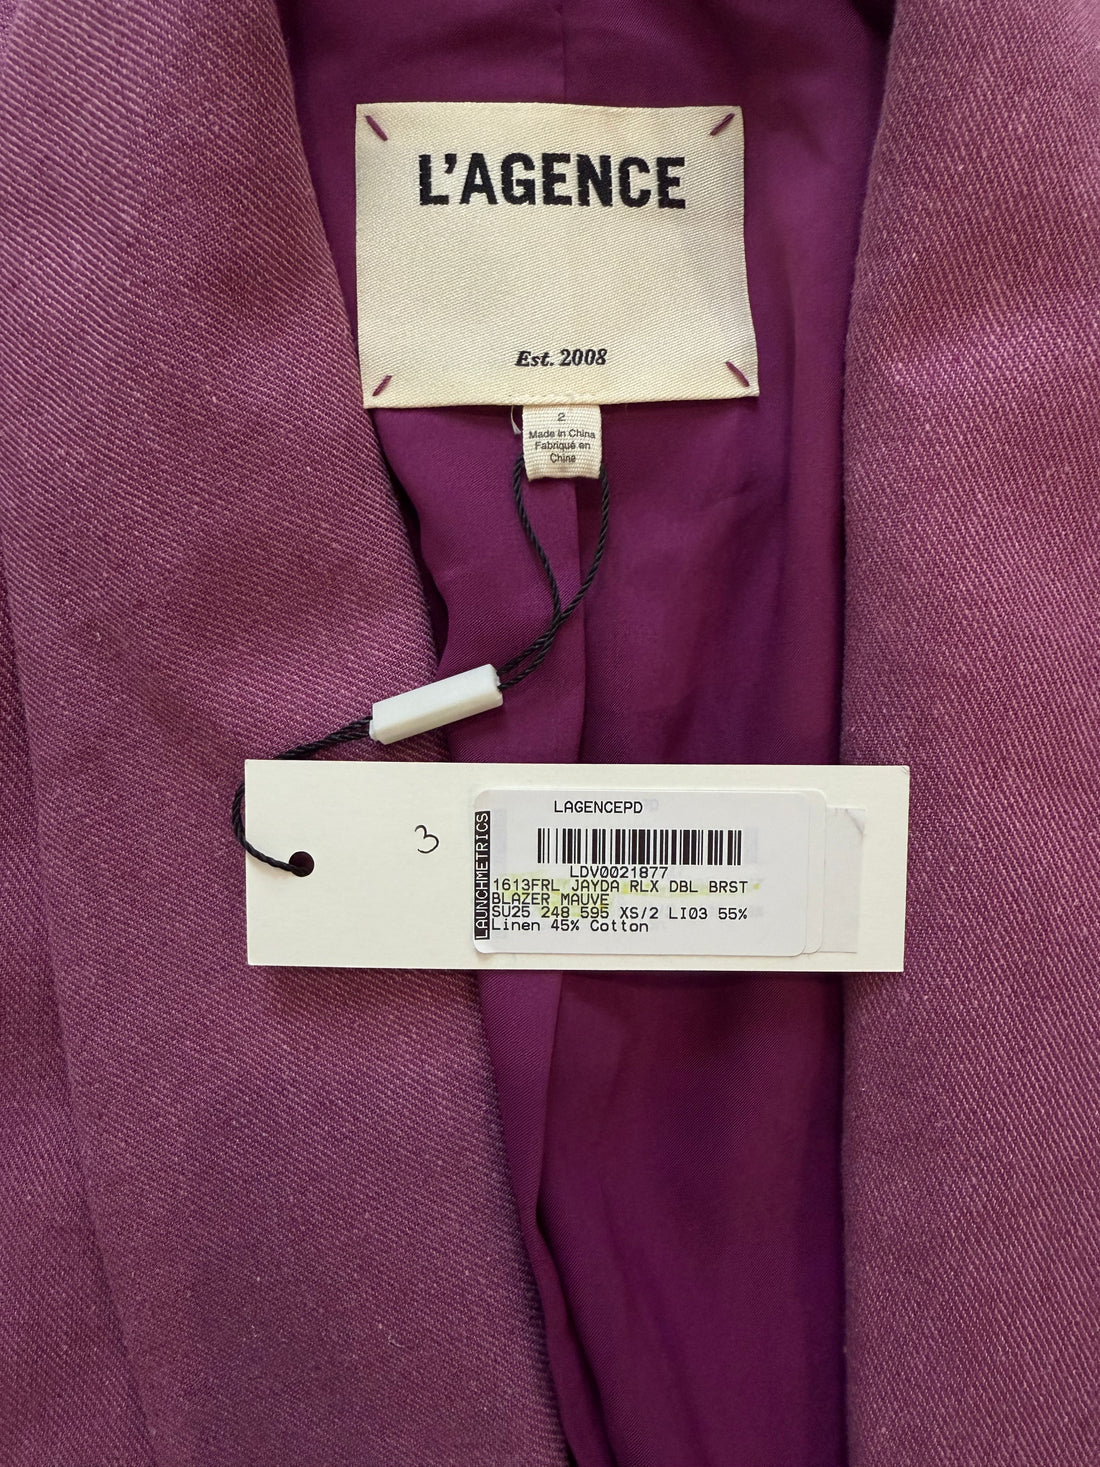 L'AGENCE
Est. 2008
2
Made in China
Fabriqué en
China
3
LAUNCHMETRICS
LAGENCEPD
LDV0021877
1613FRL JAYDA RLX DBL BRST
BLAZER MAUVE
SU25 248 595 XS/2 LI03 55%
Linen 45% Cotton